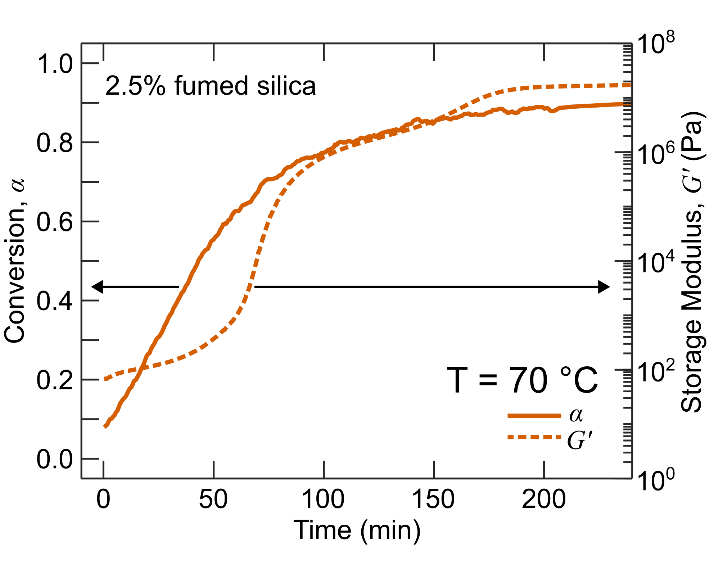 2.5% fumed silica
Conversion, α
1.0
0.8
0.6
0.4
0.2
0.0
10⁸
10⁶
10⁴
10²
10⁰
Storage Modulus, G′ (Pa)
T = 70 °C
α
G′
0 50 100 150 200
Time (min)